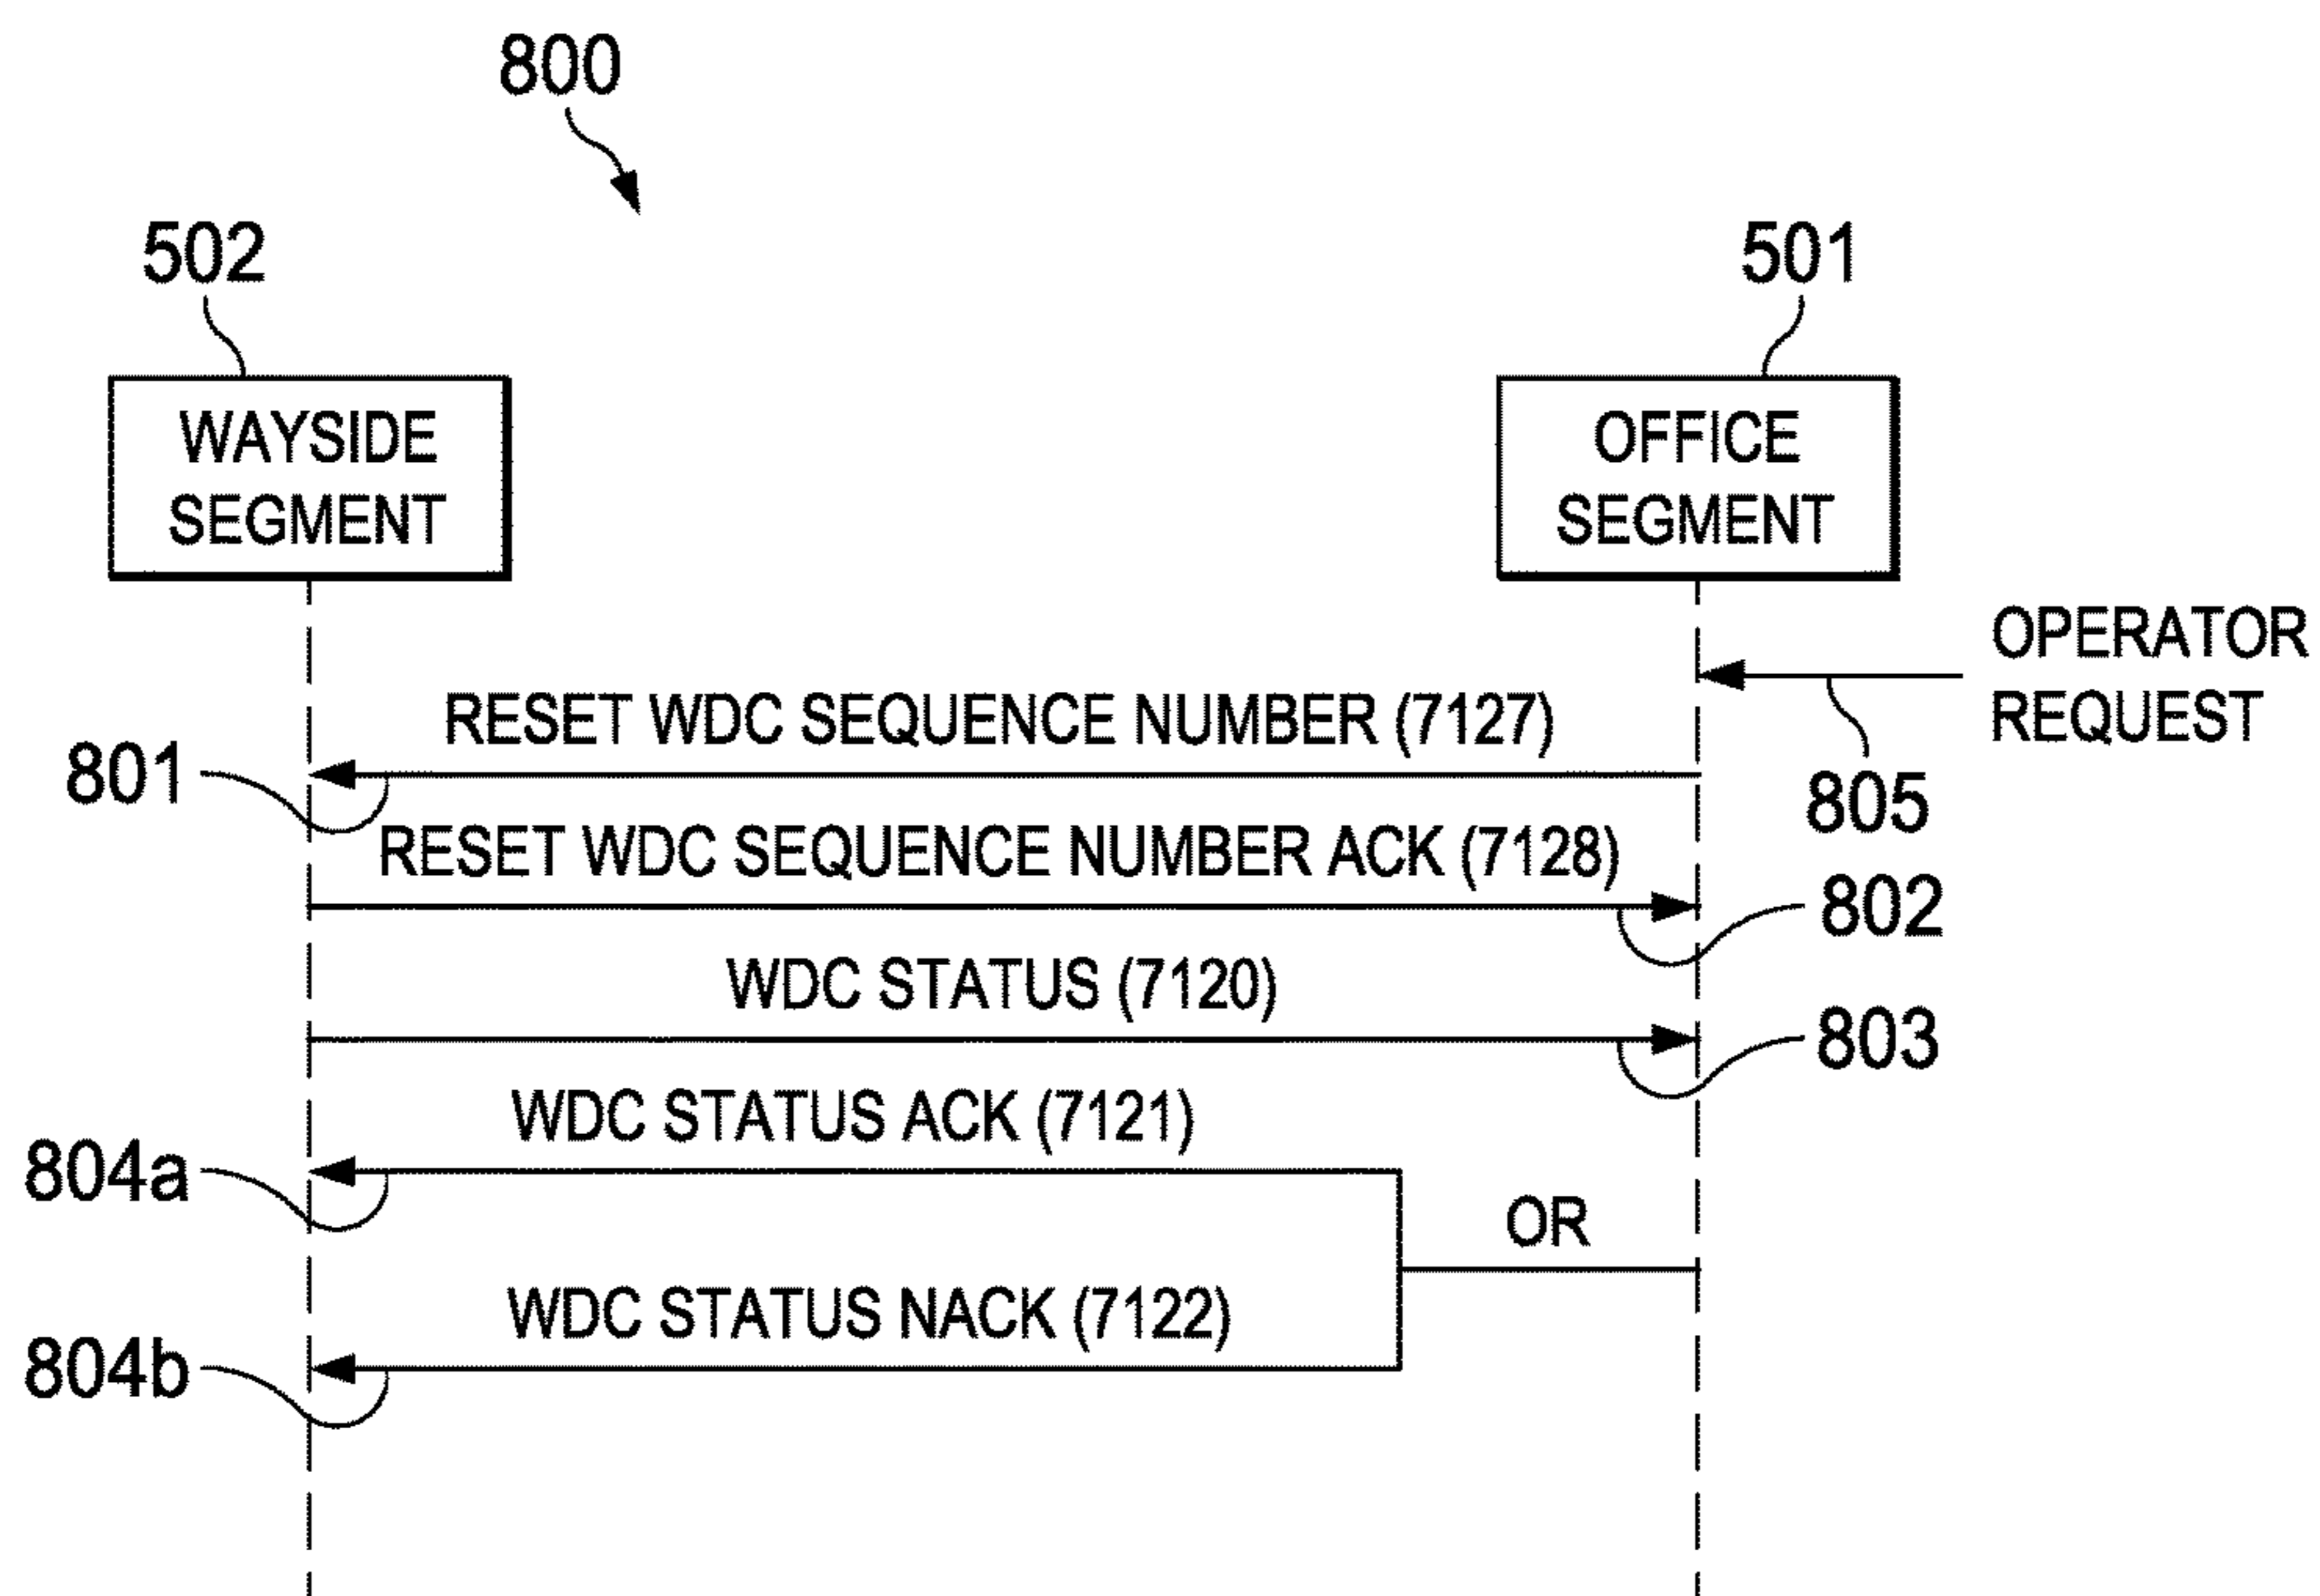 800
502
501
WAYSIDE
SEGMENT
OFFICE
SEGMENT
OPERATOR
REQUEST
805
RESET WDC SEQUENCE NUMBER (7127)
801
RESET WDC SEQUENCE NUMBER ACK (7128)
802
WDC STATUS (7120)
803
WDC STATUS ACK (7121)
804a
OR
WDC STATUS NACK (7122)
804b